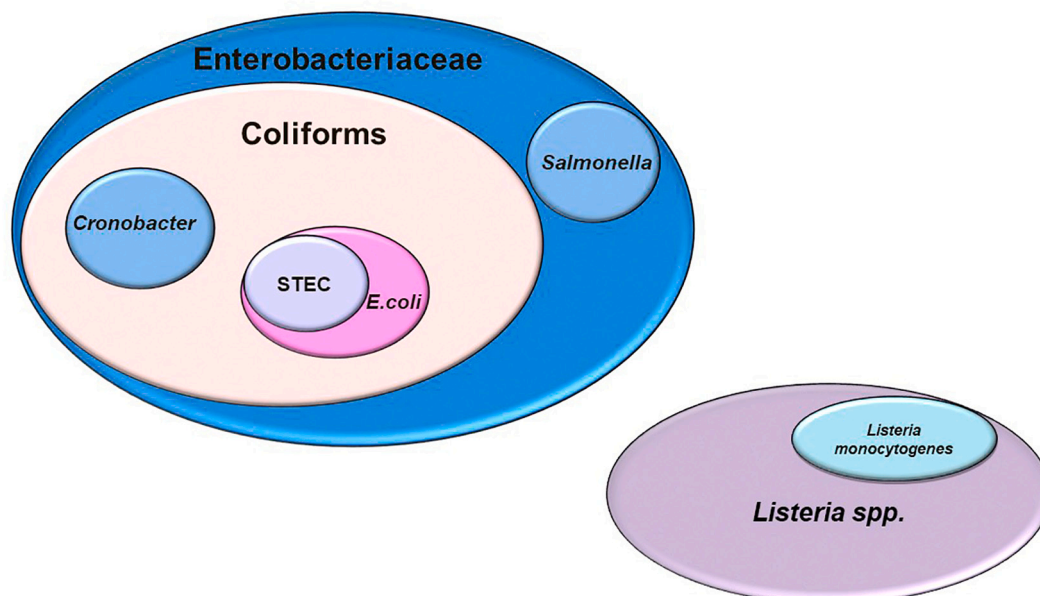 Enterobacteriaceae
Coliforms
Salmonella
Cronobacter
STEC
E.coli
Listeria
monocytogenes
Listeria spp.